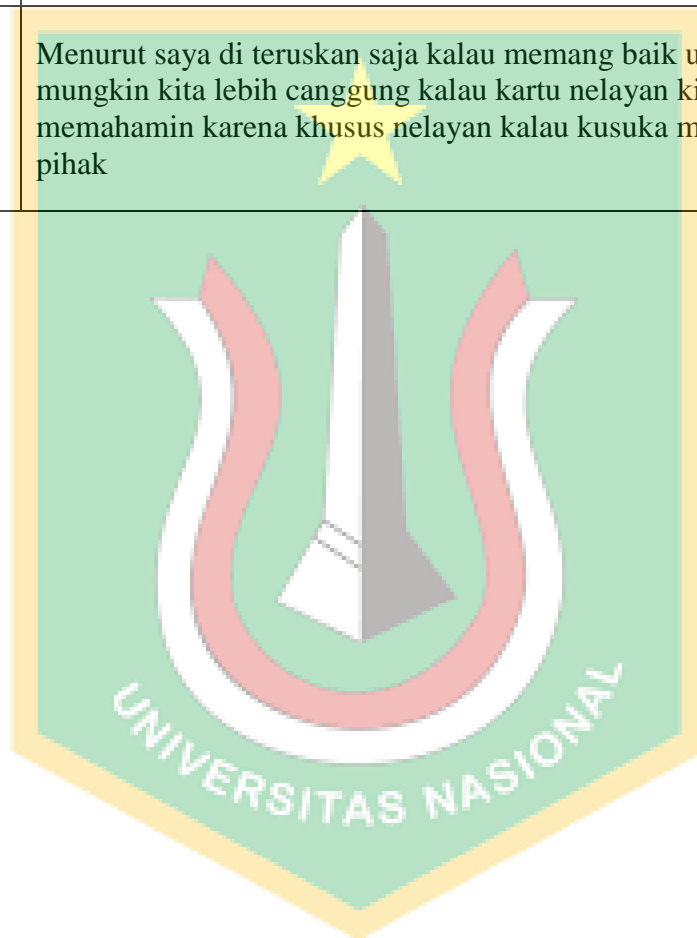 Menurut saya di teruskan saja kalau memang baik
mungkin kita lebih canggung kalau kartu nelayan
memahamin karena khusus nelayan kalau kusuka
pihak
UNIVERSITAS NASIONAL